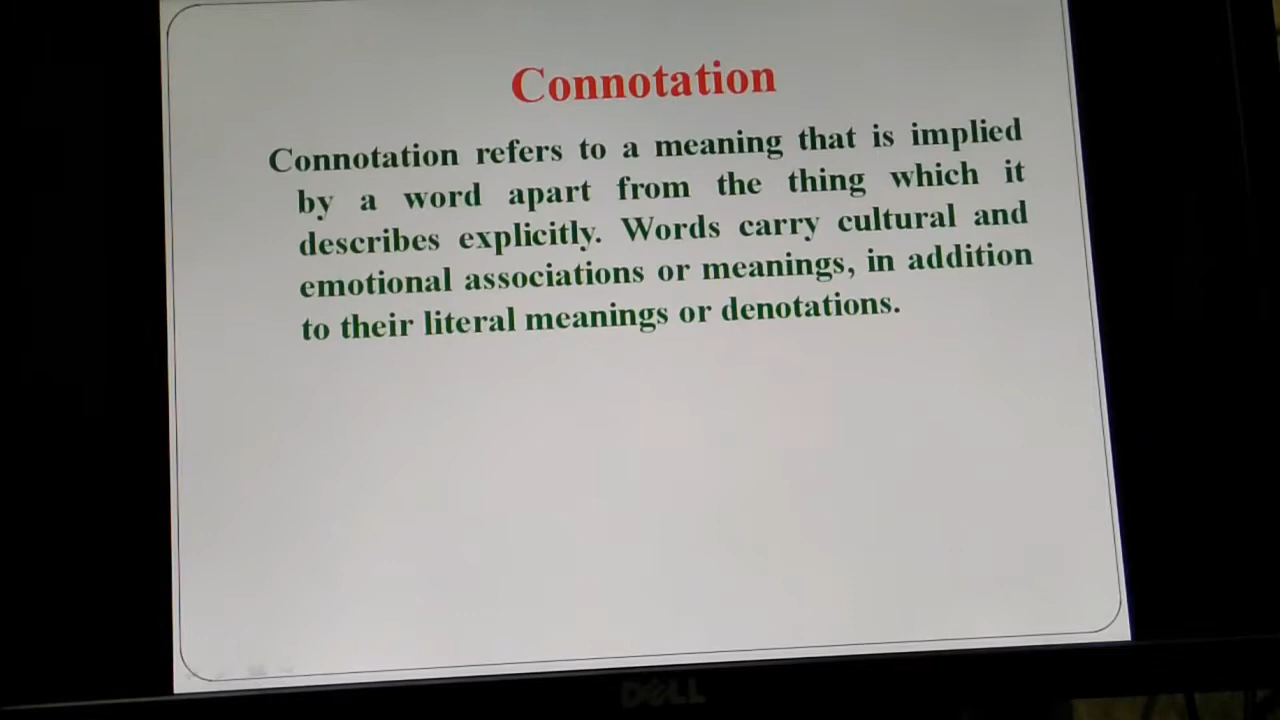 Connotation
Connotation refers to a meaning that is implied
by a word apart from the thing which it
describes explicitly. Words carry cultural and
emotional associations or meanings, in addition
to their literal meanings or denotations.
DELL